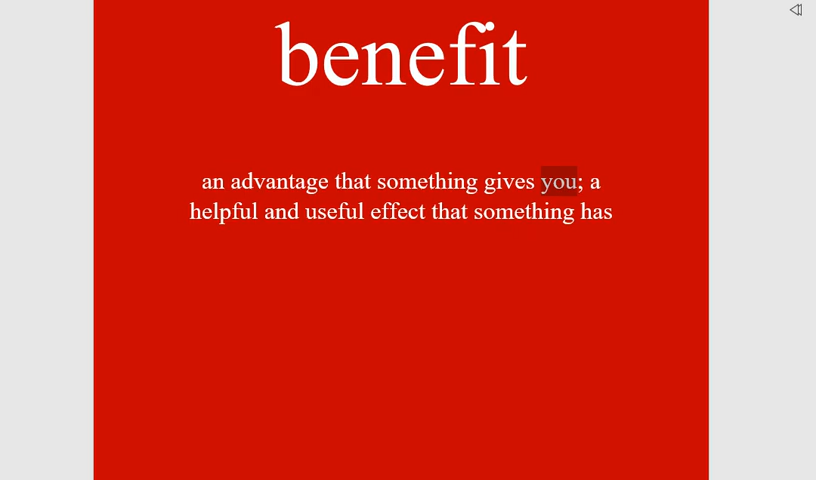 benefit
an advantage that something gives you; a
helpful and useful effect that something has